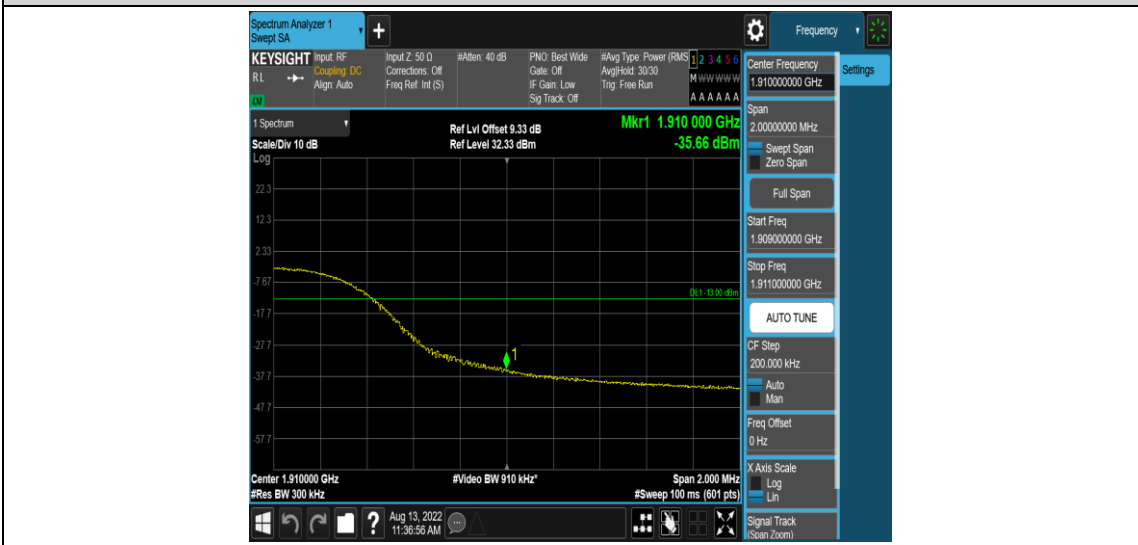 Spectrum Analyzer 1
Swept SA
+
Frequency
KEYSIGHT
RL
Input: RF
Coupling: DC
Align: Auto
Input Z: 50 Ω
Corrections: Off
Freq Ref: Int (S)
#Atten: 40 dB
PNO: Best Wide
Gate: Off
IF Gain: Low
Sig Track: Off
#Avg Type: Power (RMS
Avg|Hold: 30/30
Trig: Free Run
1 2 3 4 5 6
M W W W W W
A A A A A A
1 Spectrum
Scale/Div 10 dB
Log
Ref Lvl Offset 9.33 dB
Ref Level 32.33 dBm
Mkr1 1.910 000 GHz
-35.66 dBm
22.3
12.3
2.33
-7.67
-17.7
-27.7
-37.7
-47.7
-57.7
DL1 -13.00 dBm
1
Center 1.910000 GHz
#Res BW 300 kHz
#Video BW 910 kHz*
Span 2.000 MHz
#Sweep 100 ms (601 pts)
Center Frequency
1.910000000 GHz
Settings
Span
2.00000000 MHz
Swept Span
Zero Span
Full Span
Start Freq
1.909000000 GHz
Stop Freq
1.911000000 GHz
AUTO TUNE
CF Step
200.000 kHz
Auto
Man
Freq Offset
0 Hz
X Axis Scale
Log
Lin
Signal Track
(Span Zoom)
?
Aug 13, 2022
11:36:56 AM